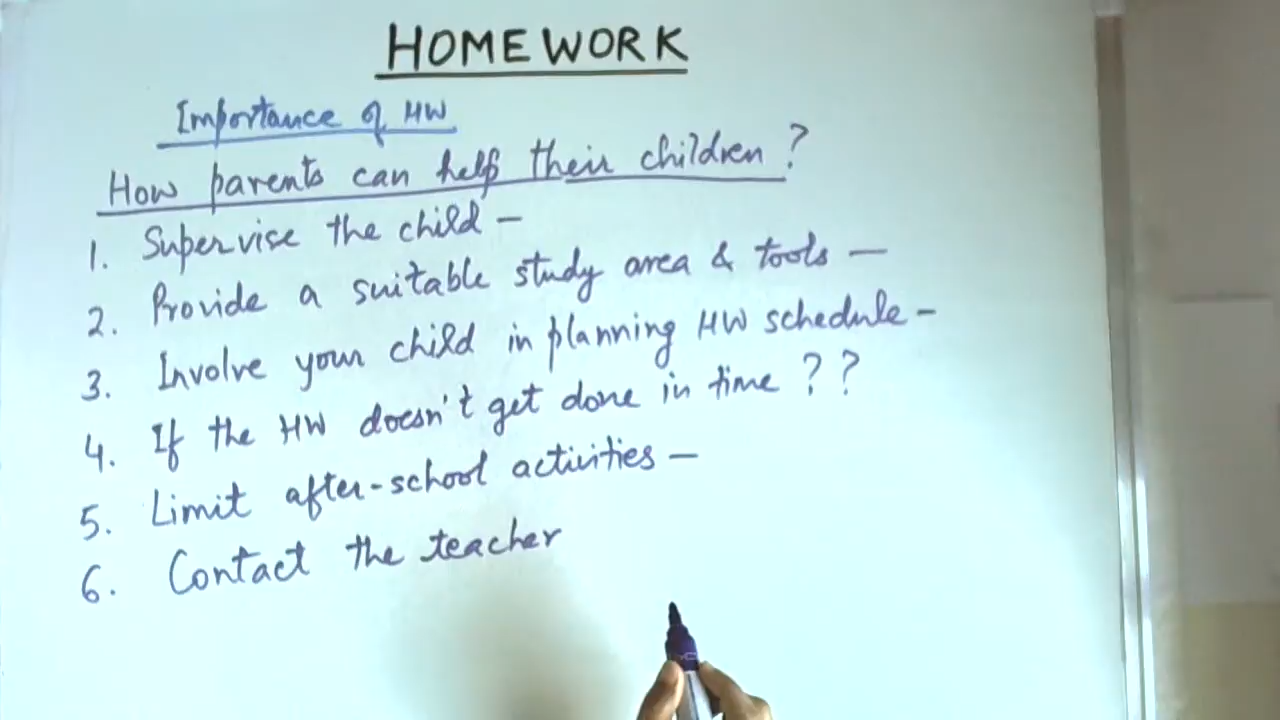 HOMEWORK
Importance of HW
How parents can help their children?
1. Supervise the child -
2. Provide a suitable study area & tools -
3. Involve your child in planning HW schedule -
4. If the HW doesn't get done in time ??
5. Limit after-school activities -
6. Contact the teacher